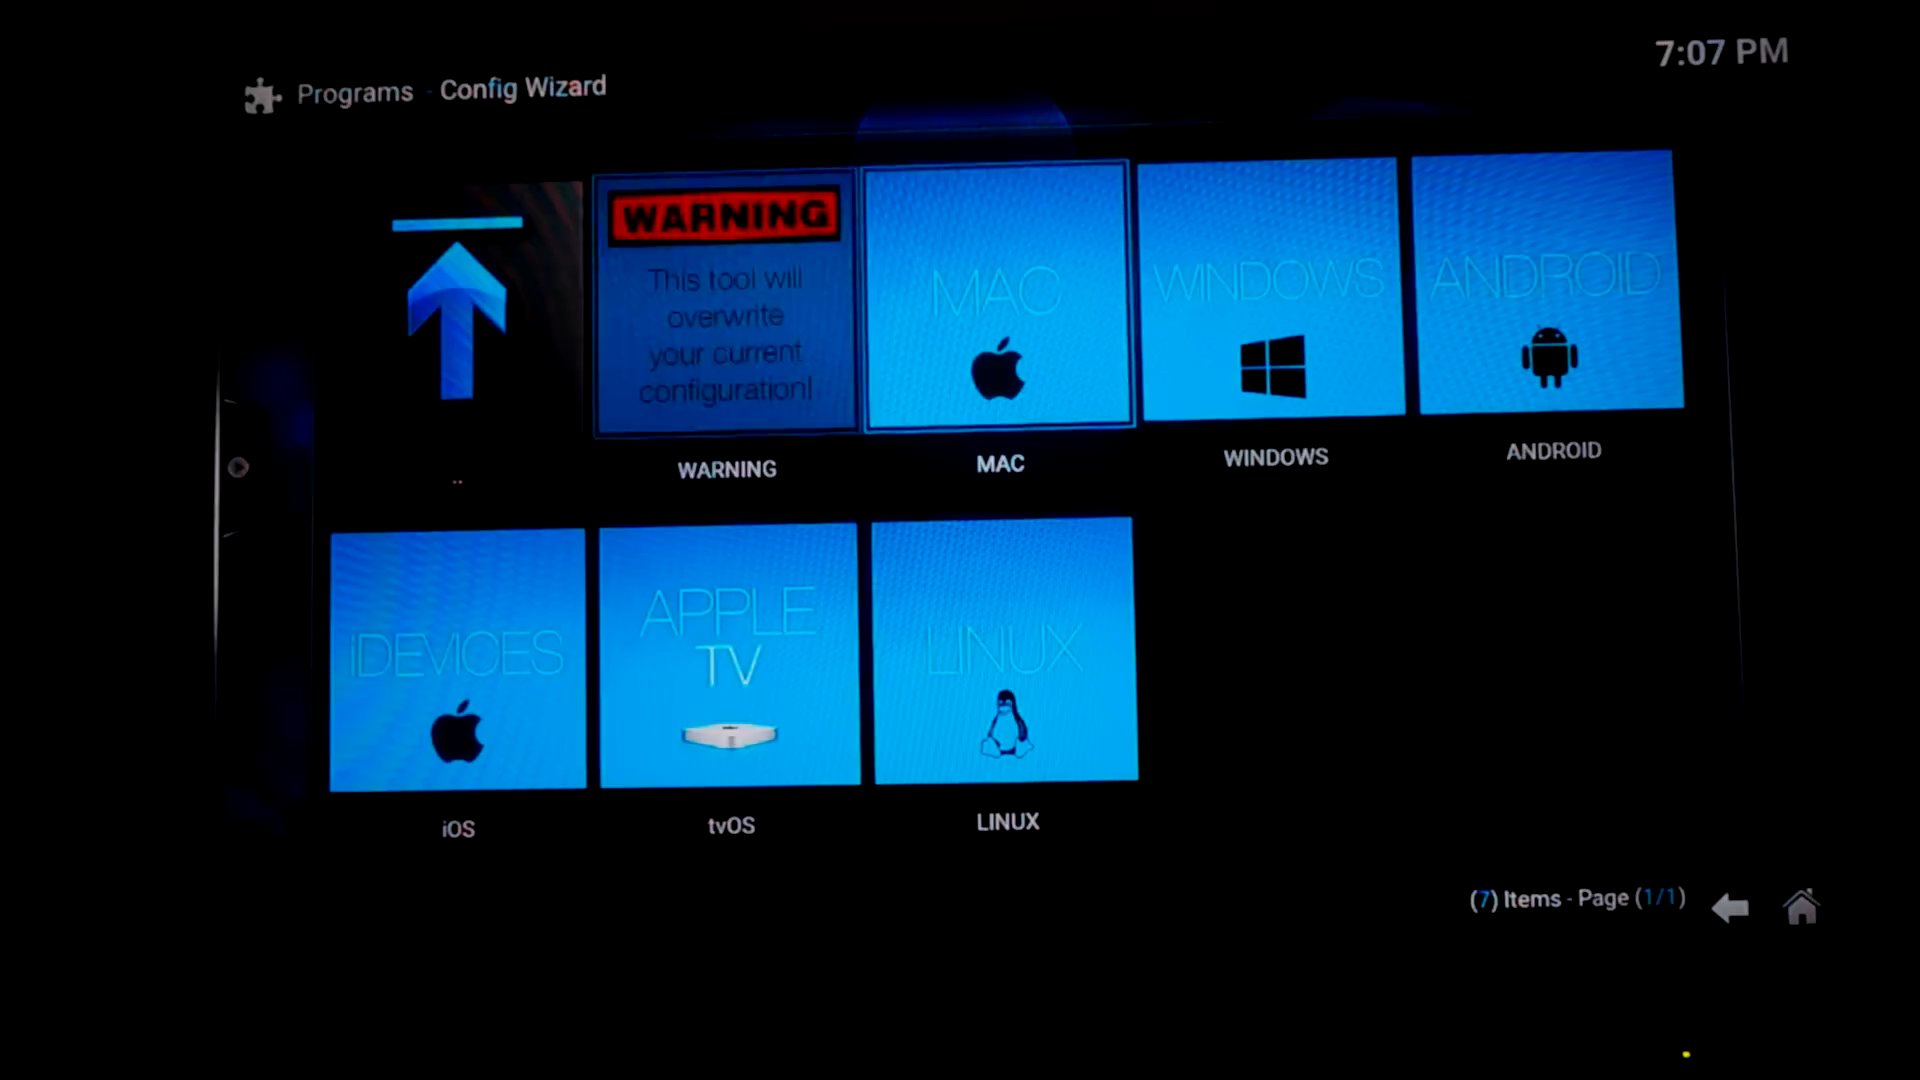 7:07 PM
Programs - Config Wizard
WARNING
This tool will
overwrite
your current
configuration!
MAC
WINDOWS
ANDROID
..
WARNING
MAC
WINDOWS
ANDROID
iDEVICES
APPLE
TV
LINUX
iOS
tvOS
LINUX
(7) Items - Page (1/1)